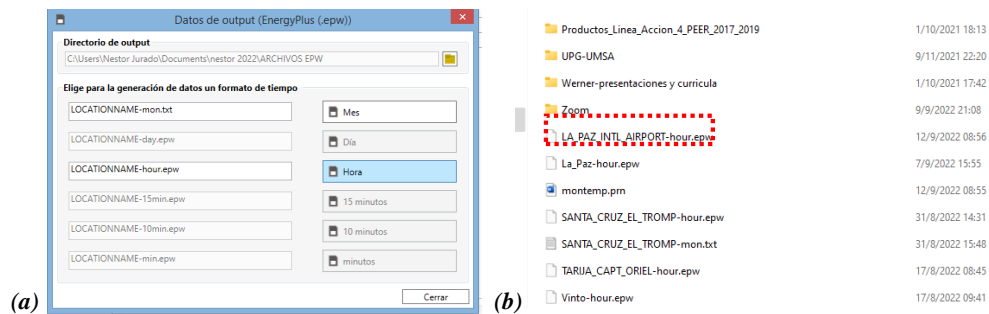 Datos de output (EnergyPlus (.epw))
Directorio de output
C:\Users\Nestor Jurado\Documents\nestor 2022\ARCHIVOS EPW
Elige para la generación de datos un formato de tiempo
LOCATIONNAME-mon.txt Mes
LOCATIONNAME-day.epw Día
LOCATIONNAME-hour.epw Hora
LOCATIONNAME-15min.epw 15 minutos
LOCATIONNAME-10min.epw 10 minutos
LOCATIONNAME-min.epw minutos
Cerrar
(a)
Productos_Linea_Accion_4_PEER_2017_2019 1/10/2021 18:13
UPG-UMSA 9/11/2021 22:20
Werner-presentaciones y curricula 1/10/2021 17:42
Zoom 9/9/2022 21:08
LA_PAZ_INTL_AIRPORT-hour.epw 12/9/2022 08:56
La_Paz-hour.epw 7/9/2022 15:55
montemp.prn 12/9/2022 08:55
SANTA_CRUZ_EL_TROMP-hour.epw 31/8/2022 14:31
SANTA_CRUZ_EL_TROMP-mon.txt 31/8/2022 15:48
TARIJA_CAPT_ORIEL-hour.epw 17/8/2022 08:45
Vinto-hour.epw 17/8/2022 09:41
(b)